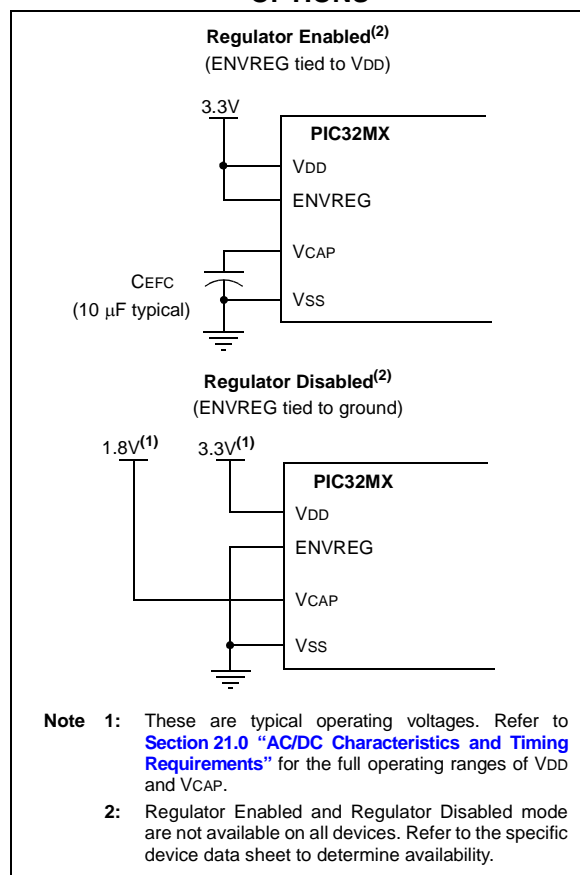 OPTIONS
Regulator Enabled(2)
(ENVREG tied to VDD)
3.3V
PIC32MX
VDD
ENVREG
VCAP
CEFC
(10 μF typical)
VSS
Regulator Disabled(2)
(ENVREG tied to ground)
1.8V(1) 3.3V(1)
PIC32MX
VDD
ENVREG
VCAP
VSS
Note 1: These are typical operating voltages. Refer to
Section 21.0 “AC/DC Characteristics and Timing
Requirements” for the full operating ranges of VDD
and VCAP.
2: Regulator Enabled and Regulator Disabled mode
are not available on all devices. Refer to the specific
device data sheet to determine availability.